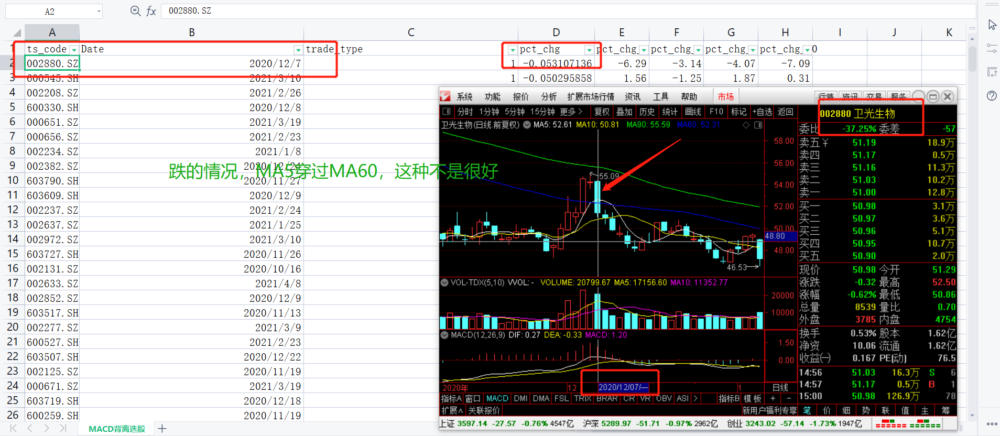 A2
fx
002880.SZ
A B C D E F G H I J K
1 ts_code Date trade_type pct_chg pct_chg_ pct_chg_ pct_chg_ pct_chg_ 0
2 002880.SZ 2020/12/7 1 -0.053107136 -6.29 -3.14 -4.07 -7.09
3 600545.SH 2021/3/10 1 -0.050295858 1.56 -1.25 1.87 0.31
4 002208.SZ 2021/2/26
5 600330.SH 2020/12/8
6 000651.SZ 2021/3/19
7 000656.SZ 2021/2/23
8 002234.SZ 2021/1/8
9 002382.SZ 2020/12/24
跌的情况，MA5穿过MA60，这种不是很好
10 603790.SH 2020/11/27
11 603609.SH 2020/12/9
12 002237.SZ 2021/2/24
13 002637.SZ 2021/1/25
14 002972.SZ 2021/3/10
15 603727.SH 2020/11/26
16 002131.SZ 2020/10/16
17 002633.SZ 2021/4/8
18 002852.SZ 2020/12/9
19 603517.SH 2020/11/13
20 002277.SZ 2021/3/9
21 600527.SH 2021/2/23
22 603507.SH 2020/12/22
23 002125.SZ 2020/11/19
24 000671.SZ 2021/3/19
25 603719.SH 2020/12/18
26 600259.SH 2020/11/19
MACD背离选股
系统 功能 报价 分析 扩展市场行情 资讯 工具 帮助 市场 行情 资讯 交易 服务
分时 1分钟 5分钟 15分钟 更多 > 复权 叠加 历史 统计 画线 F10 标记 +自选 返回
卫光生物(日线.前复权) MA5: 52.61 MA10: 50.81 MA90: 55.59 MA60: 52.31
58.00
56.00
55.09
54.00
52.00
50.00
48.80
48.00
46.53
VOL-TDX(5,10) VVOL: - VOLUME: 20799.67 MA5: 17156.60 MA10: 11352.77
20000
10000
MACD(12,26,9) DIF: 0.27 DEA: -0.33 MACD: 1.20
1.50
0.00
2020年 12 2020/12/07/一 1 日线
指标A 窗口 MACD DMI DMA FSL TRIX BRAR CR VR OBV ASI > 指标B 模板 + -
扩展∧ 关联报价 新用户福利专享 笔 价 细 势 联 值 主 筹
002880 卫光生物
委比 -37.25% 委差 -57
卖五 ¥ 51.19 18.9万
卖四 51.17 0.5万
卖三 51.16 11.3万
卖二 51.03 10.2万
卖一 51.00 12.8万
买一 50.98 3.1万
买二 50.97 3.6万
买三 50.96 5.1万
买四 50.95 10.7万
买五 50.90 2.0万
现价 50.98 今开 51.29
涨跌 -0.32 最高 52.50
涨幅 -0.62% 最低 50.86
总量 8539 量比 0.70
外盘 3785 内盘 4754
换手 0.53% 股本 1.62亿
净资 10.06 流通 1.62亿
收益(一) 0.167 PE(动) 76.5
14:56 51.03 16.3万 S 6
14:57 51.17 0.5万 B 1
15:00 50.98 126.9万 78
上证 3597.14 -27.57 -0.76% 4547亿 沪深 5289.97 -51.71 -0.97% 2962亿 创业 3243.02 -57.14 -1.73% 1947亿